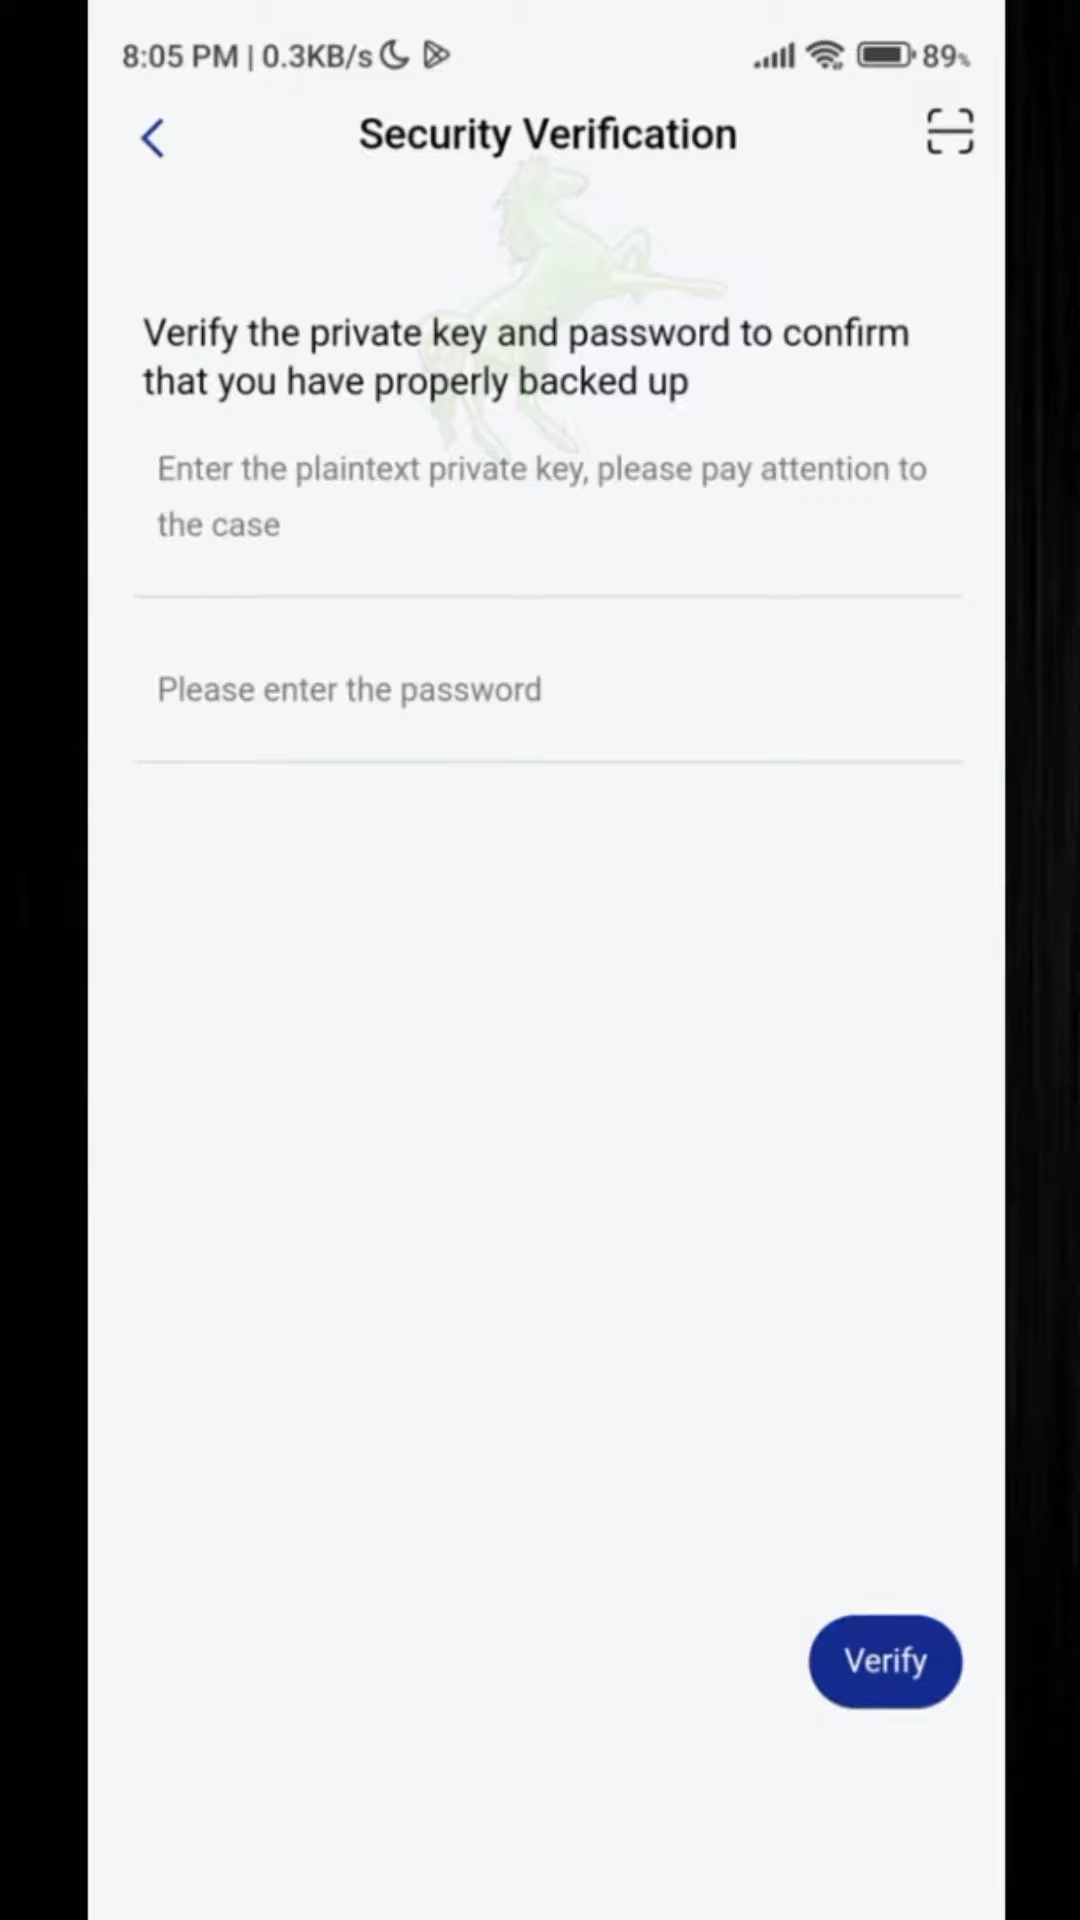 8:05 PM | 0.3KB/s 89%
Security Verification
Verify the private key and password to confirm
that you have properly backed up
Enter the plaintext private key, please pay attention to
the case
Please enter the password
Verify